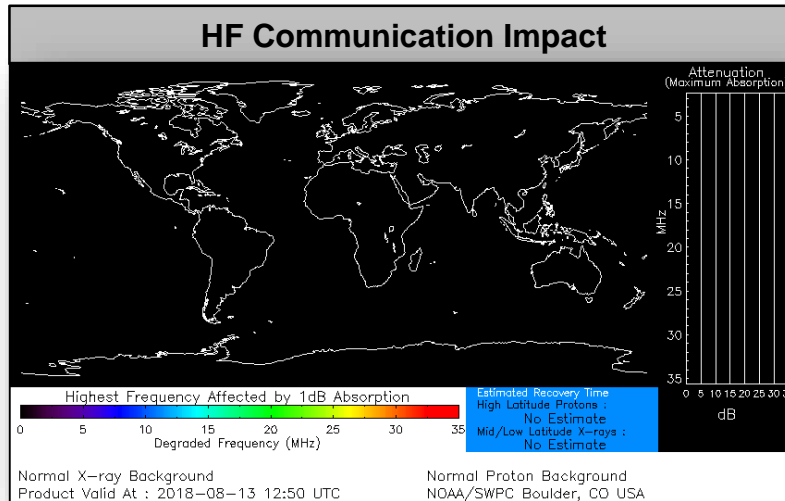 HF Communication Impact
Attenuation
(Maximum Absorption
5
10
15
20
25
30
35
MHz
0 5 10 15 20 25 30 3
dB
Highest Frequency Affected by 1dB Absorption
0 5 10 15 20 25 30 35
Degraded Frequency (MHz)
Estimated Recovery Time
High Latitude Protons :
No Estimate
Mid/Low Latitude X-rays :
No Estimate
Normal X-ray Background
Product Valid At : 2018-08-13 12:50 UTC
Normal Proton Background
NOAA/SWPC Boulder, CO USA